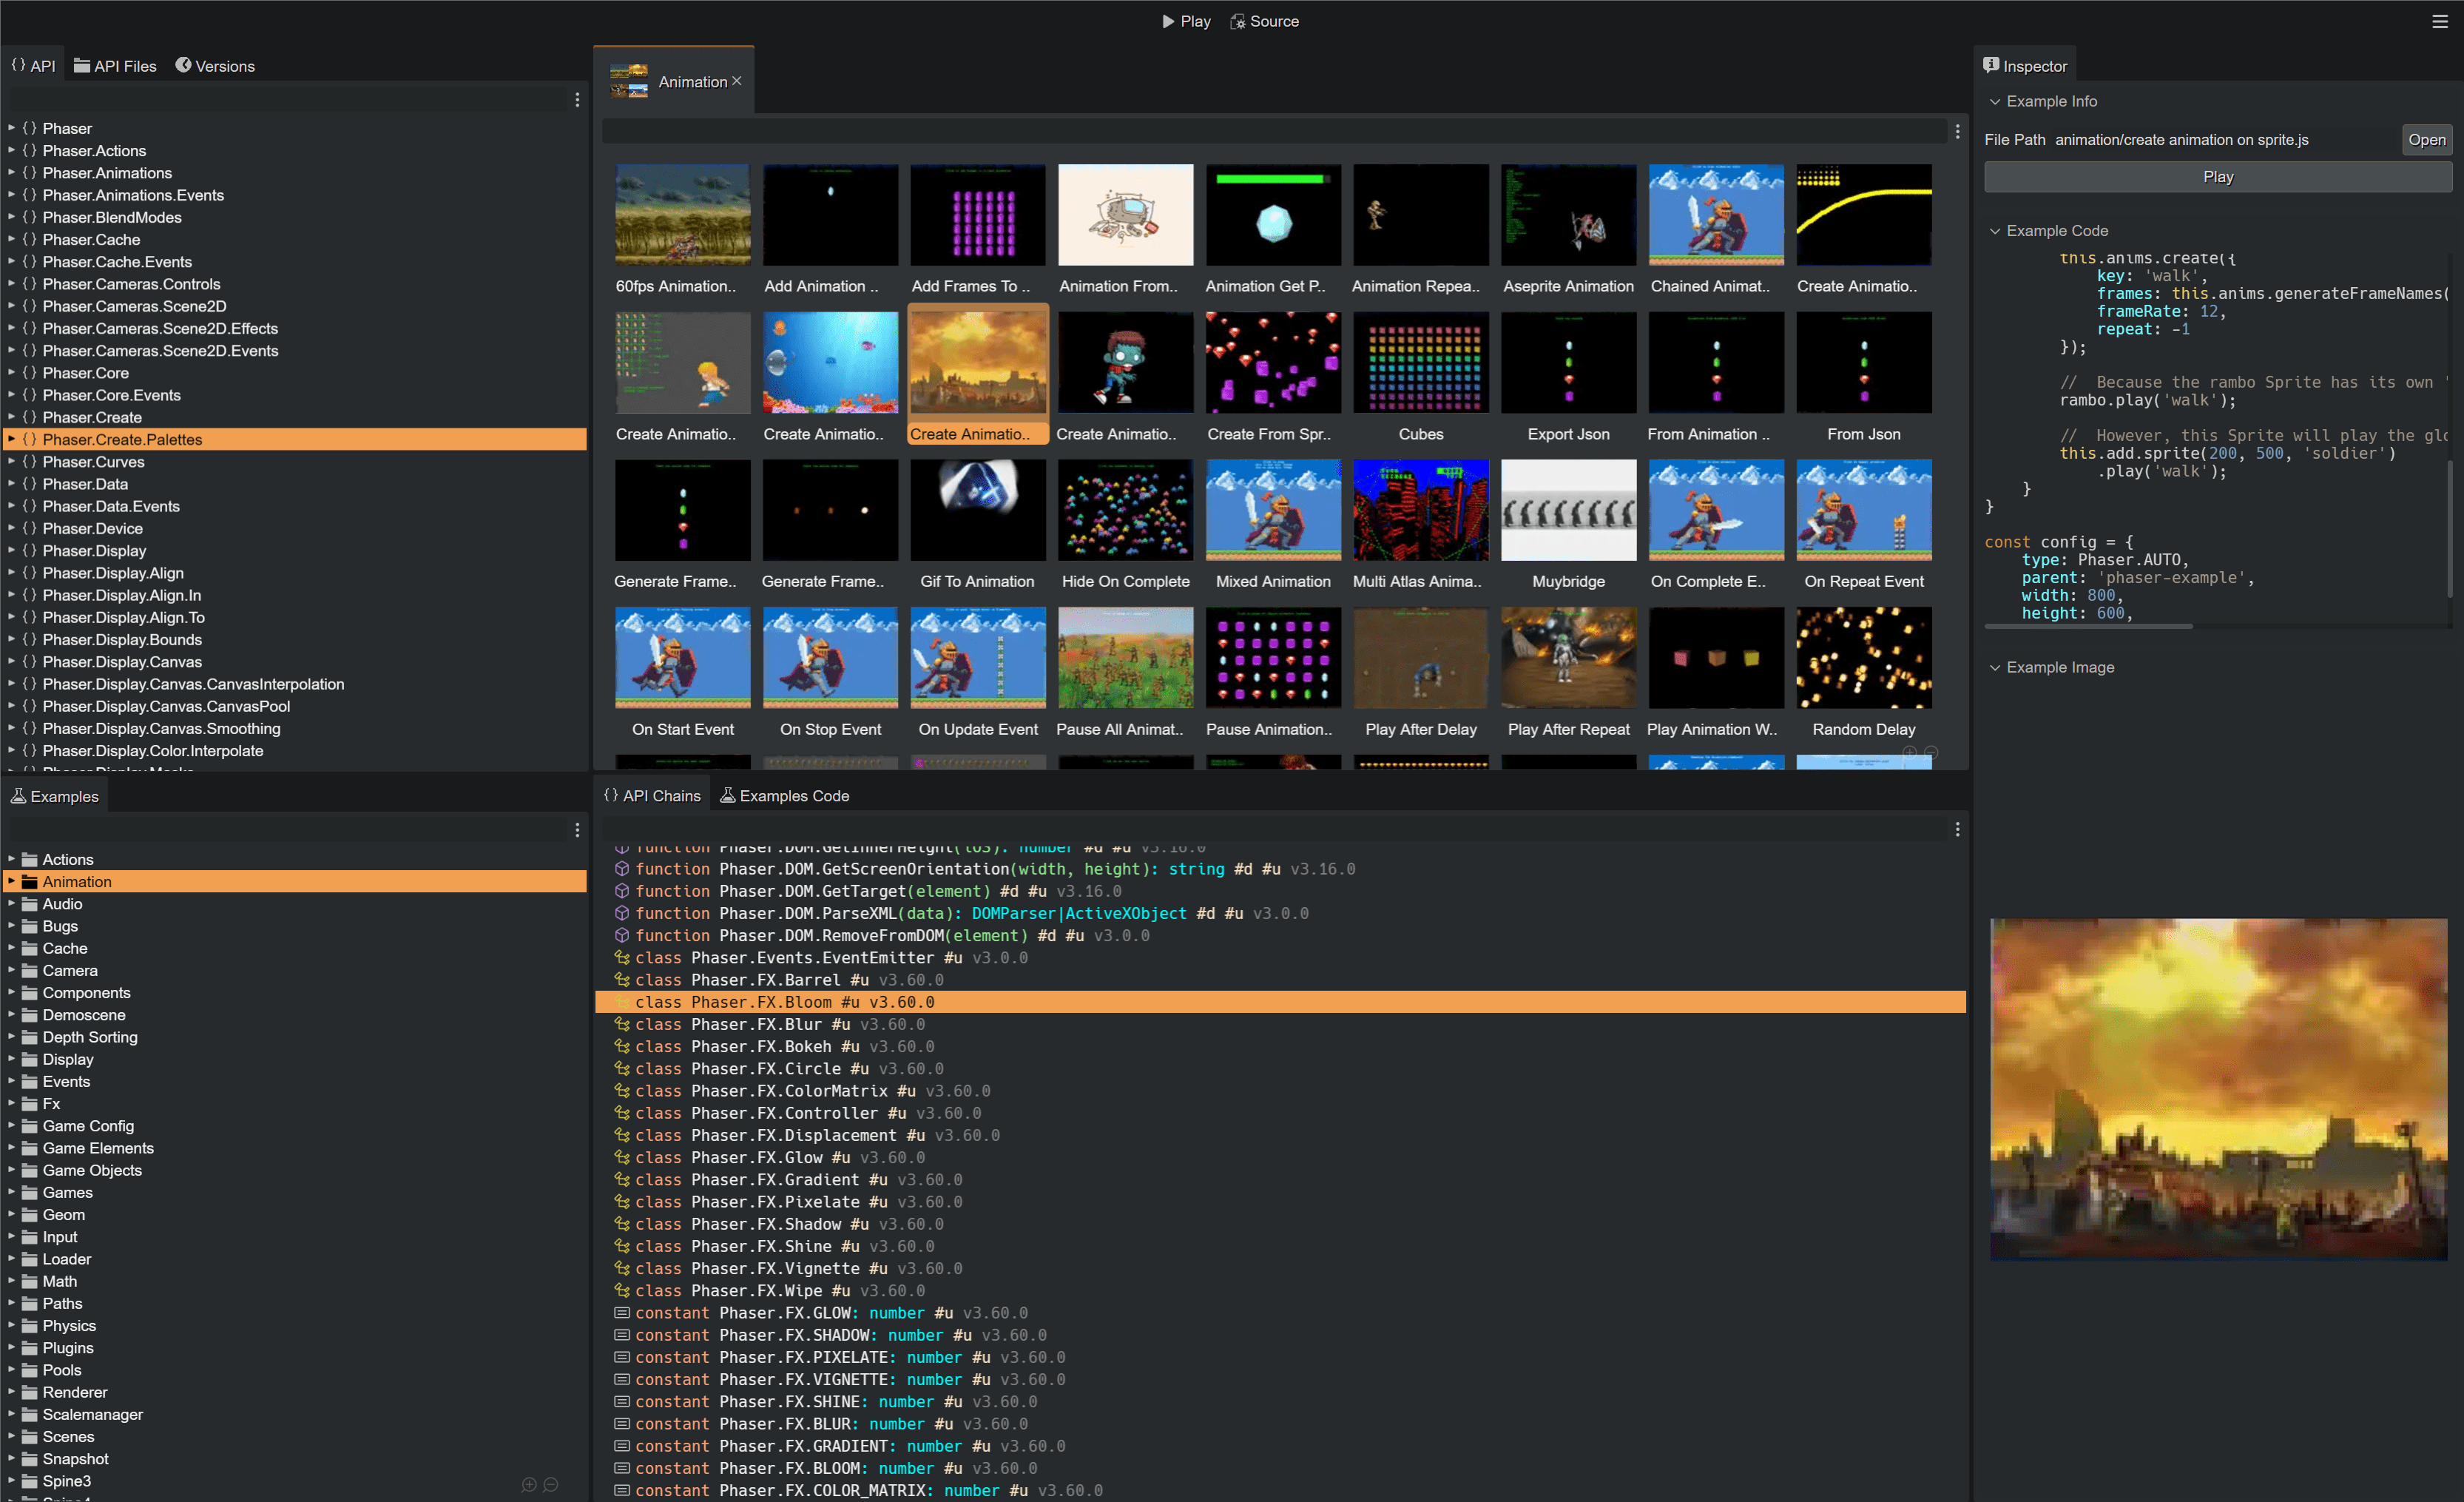 Play
Source
{} API
API Files
Versions
{} Phaser
{} Phaser.Actions
{} Phaser.Animations
{} Phaser.Animations.Events
{} Phaser.BlendModes
{} Phaser.Cache
{} Phaser.Cache.Events
{} Phaser.Cameras.Controls
{} Phaser.Cameras.Scene2D
{} Phaser.Cameras.Scene2D.Effects
{} Phaser.Cameras.Scene2D.Events
{} Phaser.Core
{} Phaser.Core.Events
{} Phaser.Create
{} Phaser.Create.Palettes
{} Phaser.Curves
{} Phaser.Data
{} Phaser.Data.Events
{} Phaser.Device
{} Phaser.Display
{} Phaser.Display.Align
{} Phaser.Display.Align.In
{} Phaser.Display.Align.To
{} Phaser.Display.Bounds
{} Phaser.Display.Canvas
{} Phaser.Display.Canvas.CanvasInterpolation
{} Phaser.Display.Canvas.CanvasPool
{} Phaser.Display.Canvas.Smoothing
{} Phaser.Display.Color.Interpolate
Examples
Actions
Animation
Audio
Bugs
Cache
Camera
Components
Demoscene
Depth Sorting
Display
Events
Fx
Game Config
Game Elements
Game Objects
Games
Geom
Input
Loader
Math
Paths
Physics
Plugins
Pools
Renderer
Scalemanager
Scenes
Snapshot
Spine3
Animation
60fps Animation.. Add Animation .. Add Frames To .. Animation From.. Animation Get P.. Animation Repea.. Aseprite Animation Chained Animat.. Create Animatio..
Create Animatio.. Create Animatio.. Create Animatio.. Create Animatio.. Create From Spr.. Cubes Export Json From Animation .. From Json
Generate Frame.. Generate Frame.. Gif To Animation Hide On Complete Mixed Animation Multi Atlas Anima.. Muybridge On Complete E.. On Repeat Event
On Start Event On Stop Event On Update Event Pause All Animat.. Pause Animation.. Play After Delay Play After Repeat Play Animation W.. Random Delay
{} API Chains
Examples Code
function Phaser.DOM.GetInnerHeight(iOS): number #d #u v3.16.0
function Phaser.DOM.GetScreenOrientation(width, height): string #d #u v3.16.0
function Phaser.DOM.GetTarget(element) #d #u v3.16.0
function Phaser.DOM.ParseXML(data): DOMParser|ActiveXObject #d #u v3.0.0
function Phaser.DOM.RemoveFromDOM(element) #d #u v3.0.0
class Phaser.Events.EventEmitter #u v3.0.0
class Phaser.FX.Barrel #u v3.60.0
class Phaser.FX.Bloom #u v3.60.0
class Phaser.FX.Blur #u v3.60.0
class Phaser.FX.Bokeh #u v3.60.0
class Phaser.FX.Circle #u v3.60.0
class Phaser.FX.ColorMatrix #u v3.60.0
class Phaser.FX.Controller #u v3.60.0
class Phaser.FX.Displacement #u v3.60.0
class Phaser.FX.Glow #u v3.60.0
class Phaser.FX.Gradient #u v3.60.0
class Phaser.FX.Pixelate #u v3.60.0
class Phaser.FX.Shadow #u v3.60.0
class Phaser.FX.Shine #u v3.60.0
class Phaser.FX.Vignette #u v3.60.0
class Phaser.FX.Wipe #u v3.60.0
constant Phaser.FX.GLOW: number #u v3.60.0
constant Phaser.FX.SHADOW: number #u v3.60.0
constant Phaser.FX.PIXELATE: number #u v3.60.0
constant Phaser.FX.VIGNETTE: number #u v3.60.0
constant Phaser.FX.SHINE: number #u v3.60.0
constant Phaser.FX.BLUR: number #u v3.60.0
constant Phaser.FX.GRADIENT: number #u v3.60.0
constant Phaser.FX.BLOOM: number #u v3.60.0
constant Phaser.FX.COLOR_MATRIX: number #u v3.60.0
Inspector
Example Info
File Path animation/create animation on sprite.js Open
Play
Example Code
this.anims.create({
key: 'walk',
frames: this.anims.generateFrameNames(
frameRate: 12,
repeat: -1
});
// Because the rambo Sprite has its own '
rambo.play('walk');
// However, this Sprite will play the glo
this.add.sprite(200, 500, 'soldier')
.play('walk');
}
}
const config = {
type: Phaser.AUTO,
parent: 'phaser-example',
width: 800,
height: 600,
Example Image